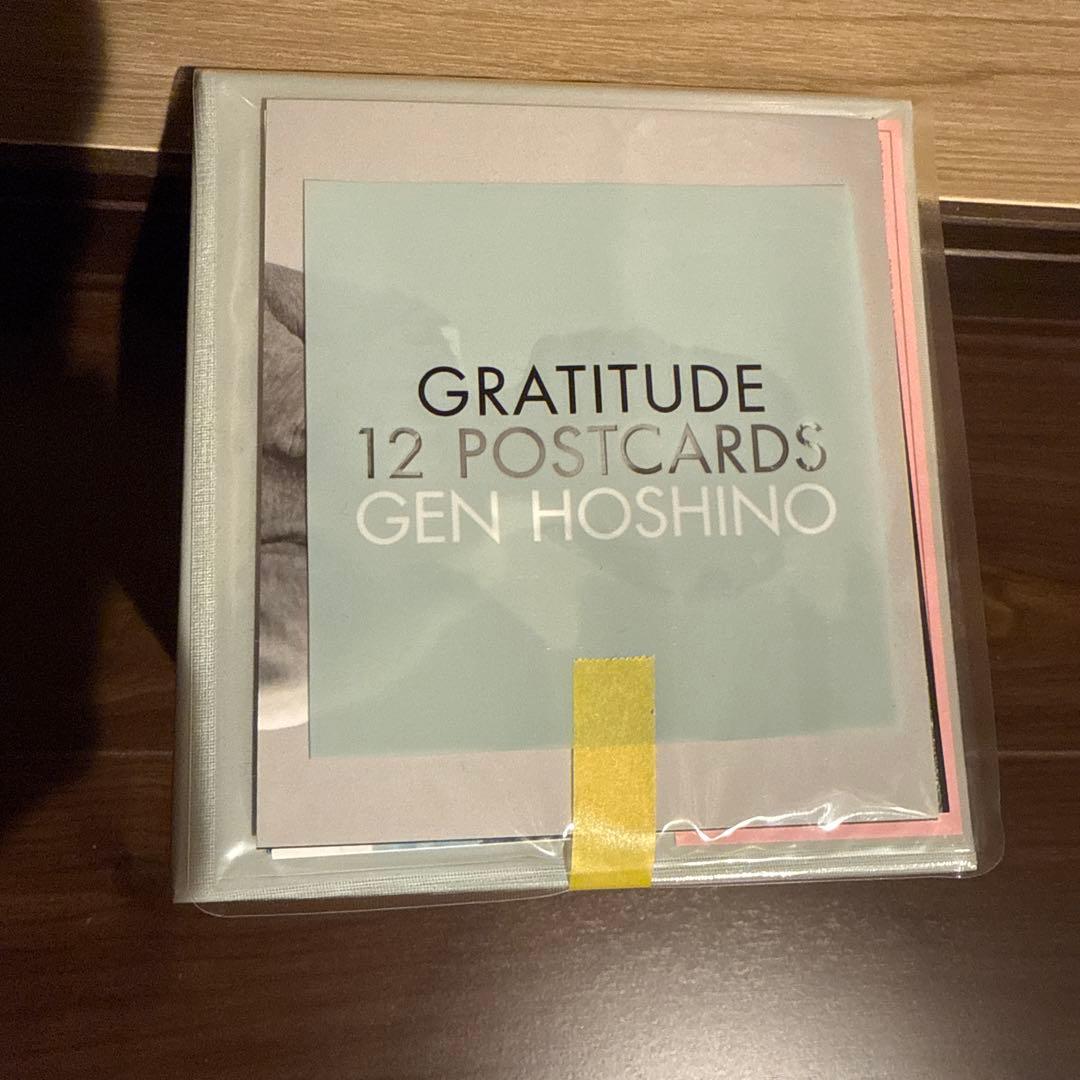 GRATITUDE
12 POSTCARDS
GEN HOSHINO